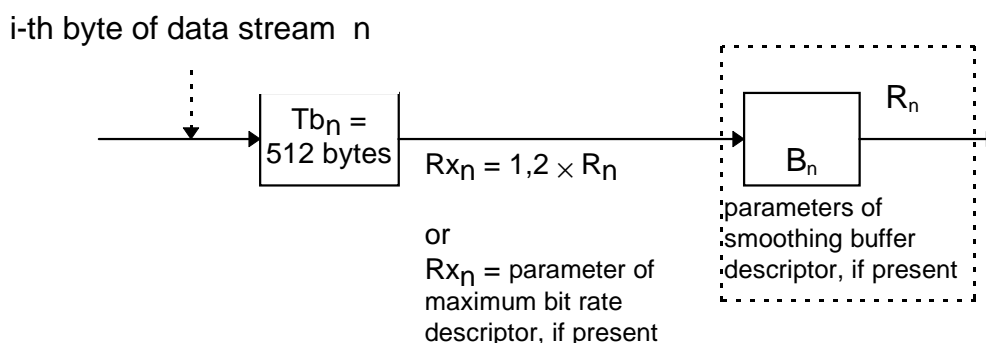 i-th byte of data stream n
Tbn =
512 bytes
Rxn = 1,2 × Rn
or
Rxn = parameter of
maximum bit rate
descriptor, if present
Rn
Bn
parameters of
smoothing buffer
descriptor, if present